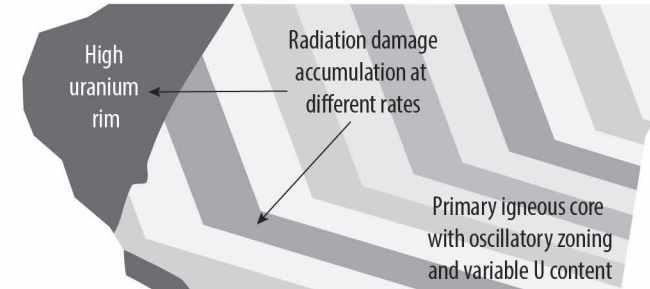 High
uranium
rim
Radiation damage
accumulation at
different rates
Primary igneous core
with oscillatory zoning
and variable U content